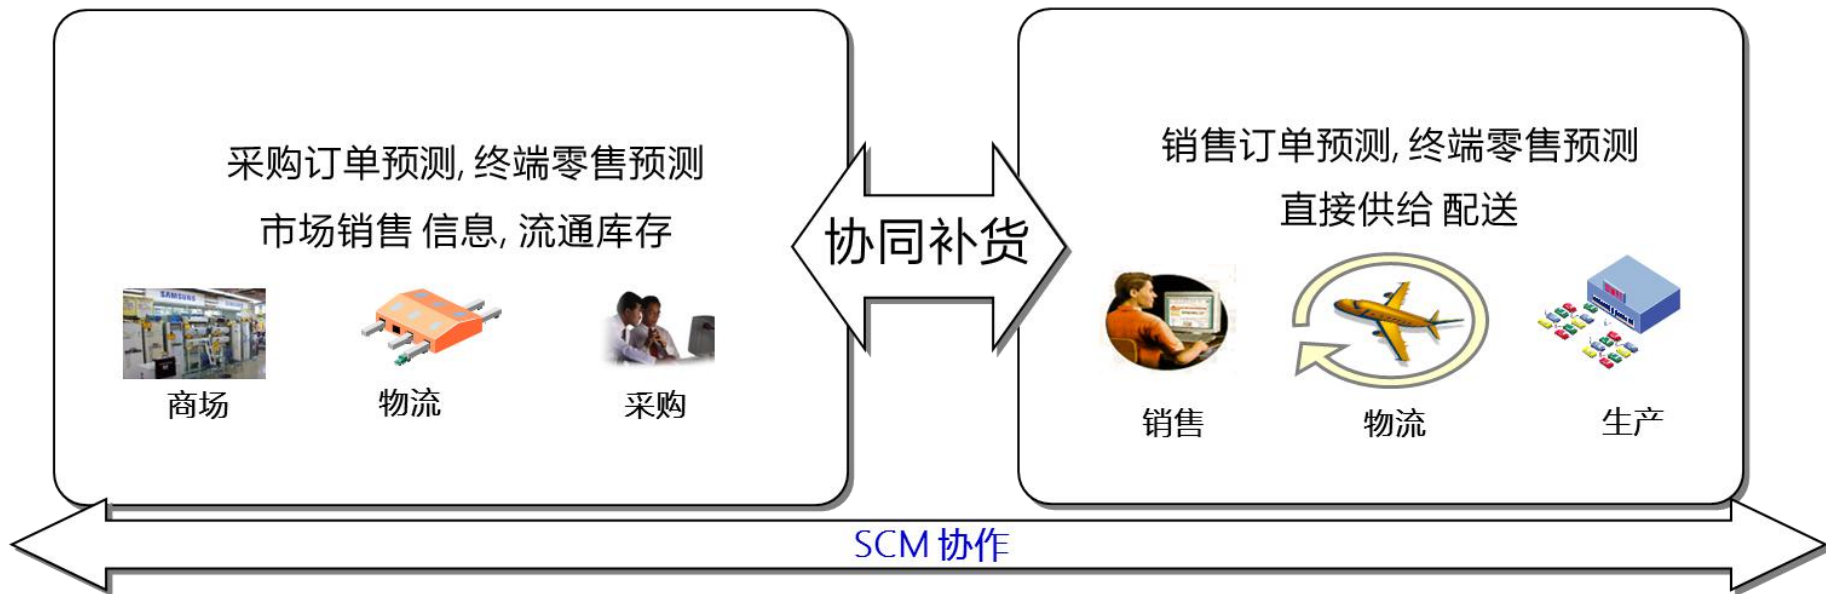 采购订单预测, 终端零售预测
市场销售 信息, 流通库存
SAMSUNG
商场
物流
采购
协同补货
销售订单预测, 终端零售预测
直接供给 配送
销售
物流
生产
SCM 协作